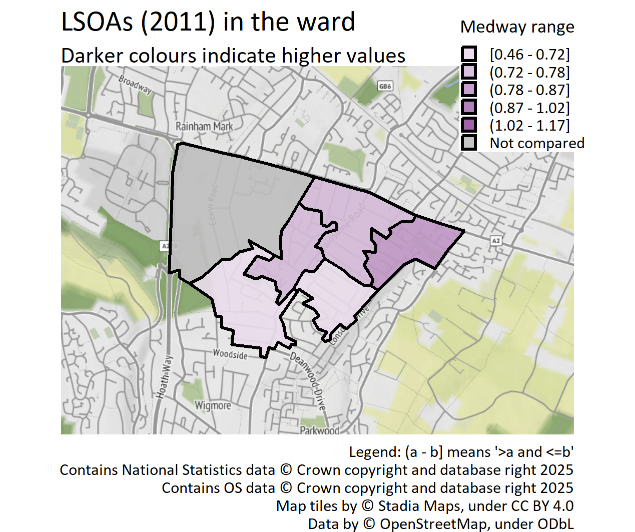 LSOAs (2011) in the ward
Darker colours indicate higher values
Medway range
[0.46 - 0.72]
(0.72 - 0.78]
(0.78 - 0.87]
(0.87 - 1.02]
(1.02 - 1.17]
Not compared
Broadway
GB6
Rainham Mark
A2
A2
Woodside
Hoath-Way
Deanwood-Drive
Wigmore
Parkwood
Legend: (a - b] means '>a and <=b'
Contains National Statistics data © Crown copyright and database right 2025
Contains OS data © Crown copyright and database right 2025
Map tiles by © Stadia Maps, under CC BY 4.0
Data by © OpenStreetMap, under ODbL